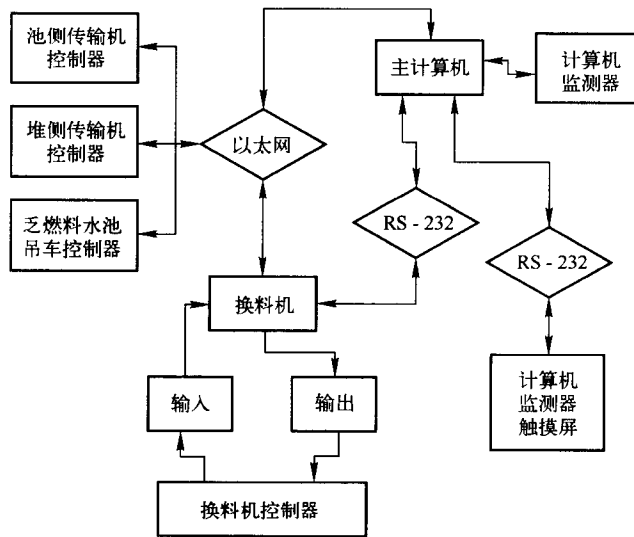 池侧传输机
控制器
主计算机
计算机
监测器
堆侧传输机
控制器
以太网
乏燃料水池
吊车控制器
RS - 232
RS - 232
换料机
输入
输出
计算机
监测器
触摸屏
换料机控制器